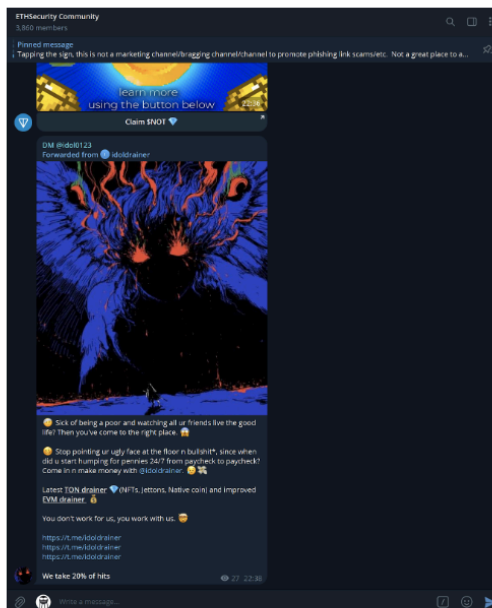 ETHSecurity Community
3,860 members
Pinned message
Tapping the sign, this is not a marketing channel/bragging channel/channel to promote phishing link scams/etc. Not a great place to a...
learn more
using the button below
22:36
Claim $NOT 💎
DM @idol0123
Forwarded from idoldrainer
😔 Sick of being a poor and watching all ur friends live the good
life? Then you've come to the right place. 😱
😔 Stop pointing ur ugly face at the floor n bullshit*, since when
did u start humping for pennies 24/7 from paycheck to paycheck?
Come in n make money with @idoldrainer. 😉 💸
Latest TON drainer 💎 (NFTs, Jettons, Native coin) and improved
EVM drainer 💰
You don't work for us, you work with us. 🤯
https://t.me/idoldrainer
https://t.me/idoldrainer
https://t.me/idoldrainer
We take 20% of hits
27 22:38
Write a message...